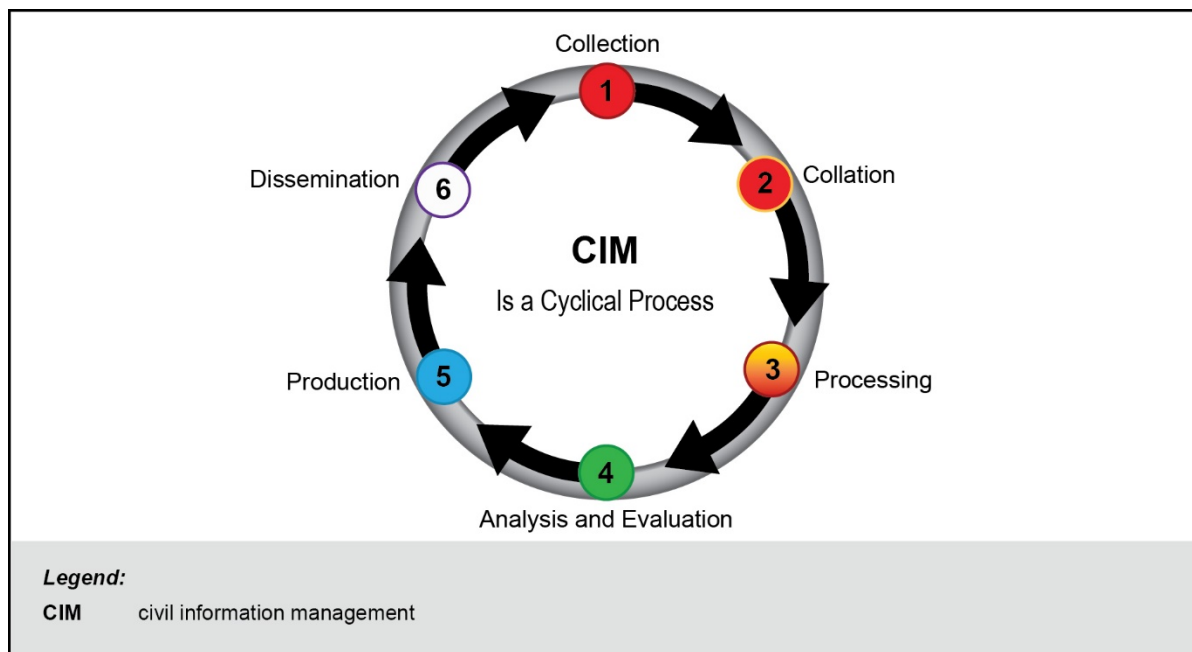 Collection
1
2
Collation
Dissemination
6
CIM
Is a Cyclical Process
3
Processing
Production
5
4
Analysis and Evaluation
Legend:
CIM civil information management